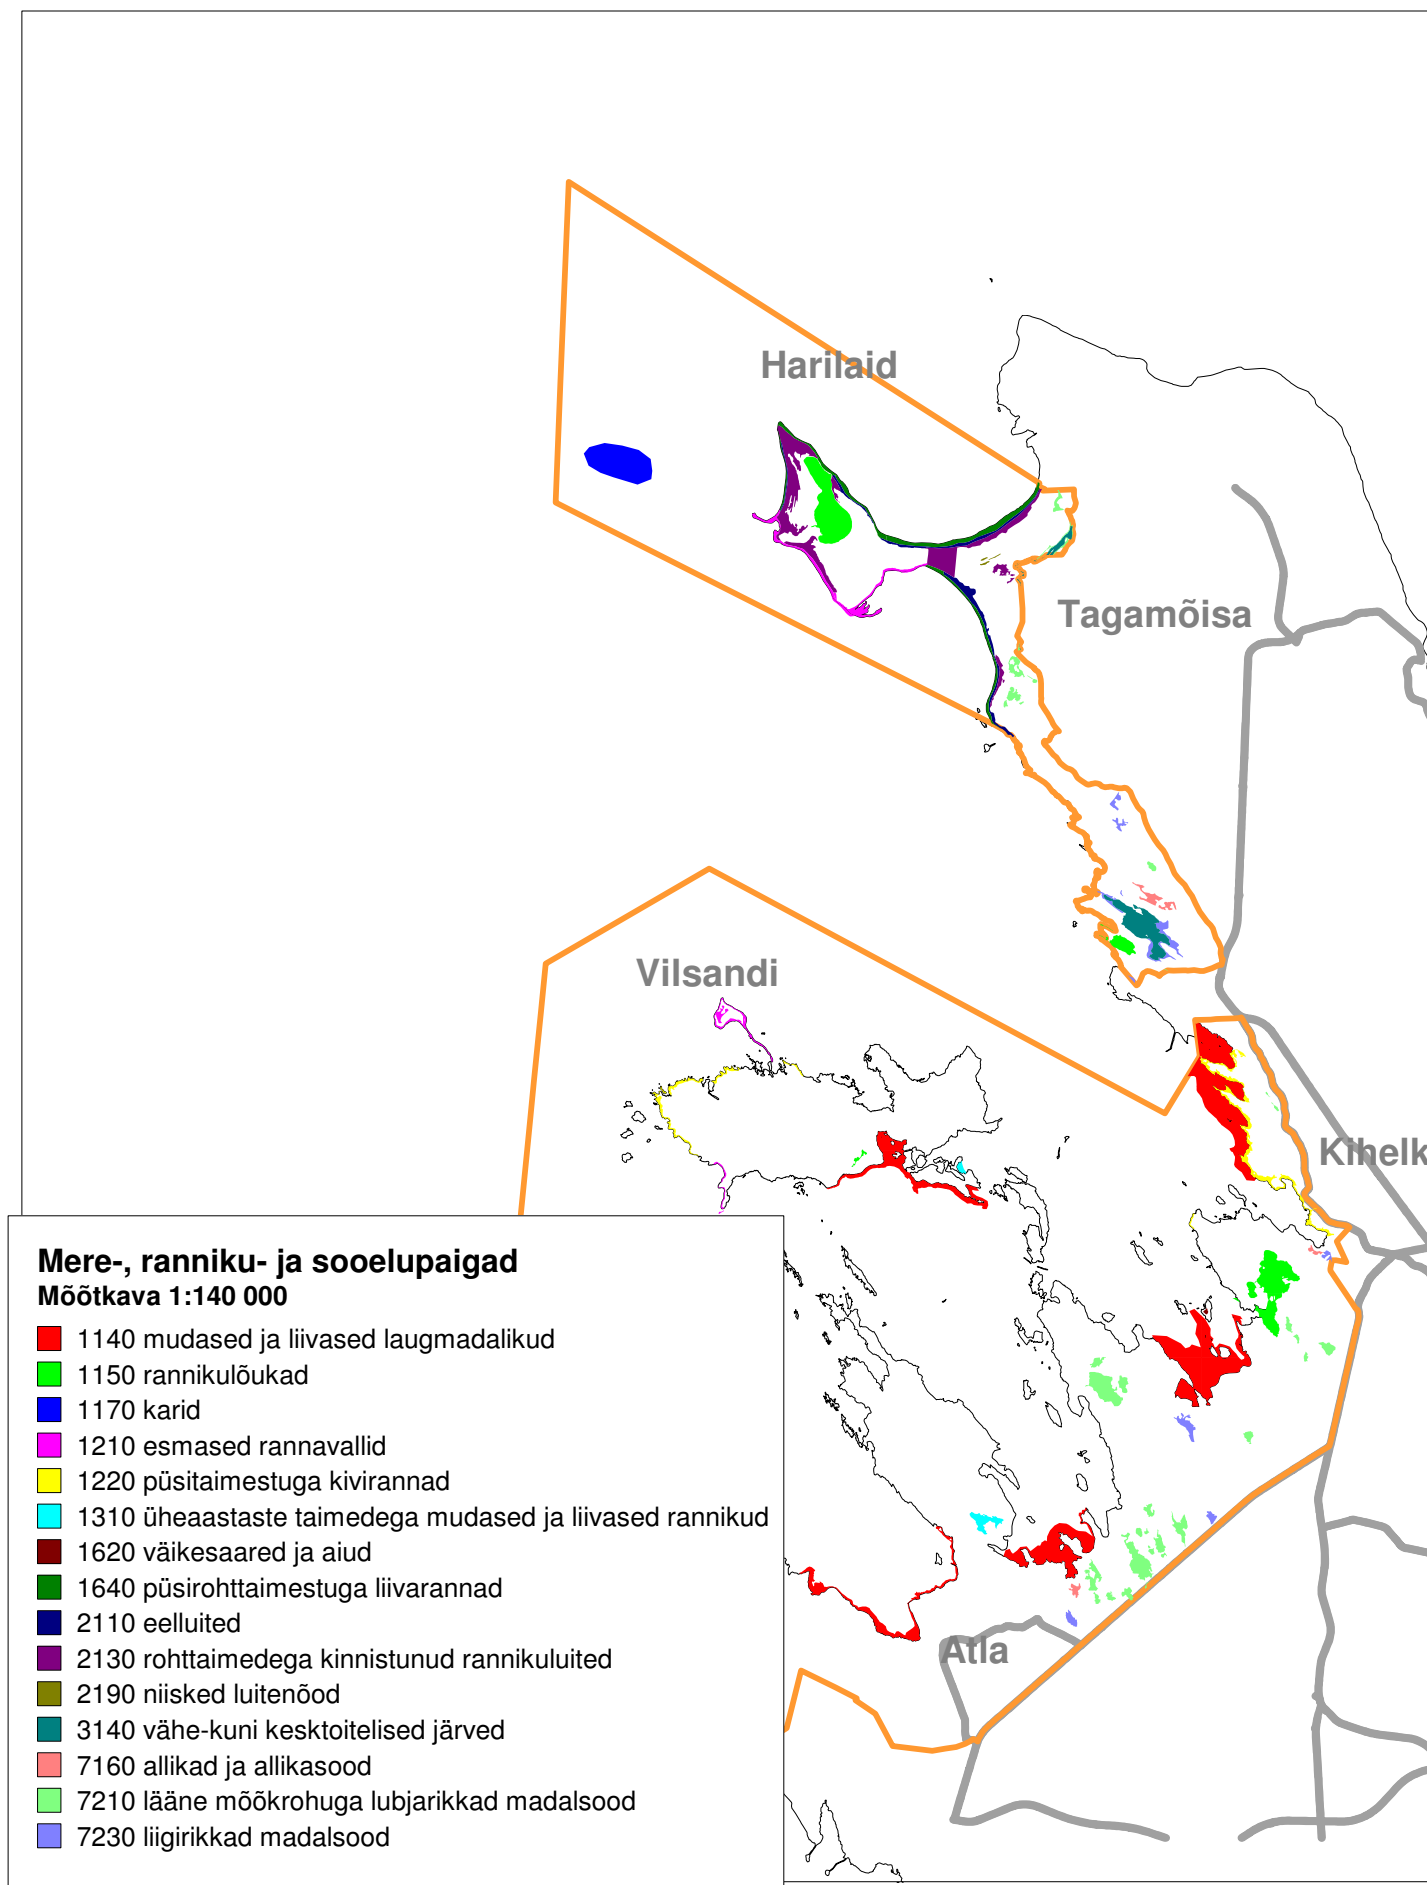 Harilaid
Tagamõisa
Vilsandi
Kihelk
Mere-, ranniku- ja sooelupaigad
Mõõtkava 1:140 000
1140 mudased ja liivased laugmadalikud
1150 rannikulõukad
1170 karid
1210 esmased rannavallid
1220 püsitaimestuga kivirannad
1310 üheaastaste taimedega mudased ja liivased rannikud
1620 väikesaared ja aiud
1640 püsirohttaimestuga liivarannad
2110 eelluited
2130 rohttaimedega kinnistunud rannikuluited
2190 niisked luitenõod
3140 vähe-kuni kesktoitelised järved
7160 allikad ja allikasood
7210 lääne mõõkrohuga lubjarikkad madalsood
7230 liigirikkad madalsood
Atla